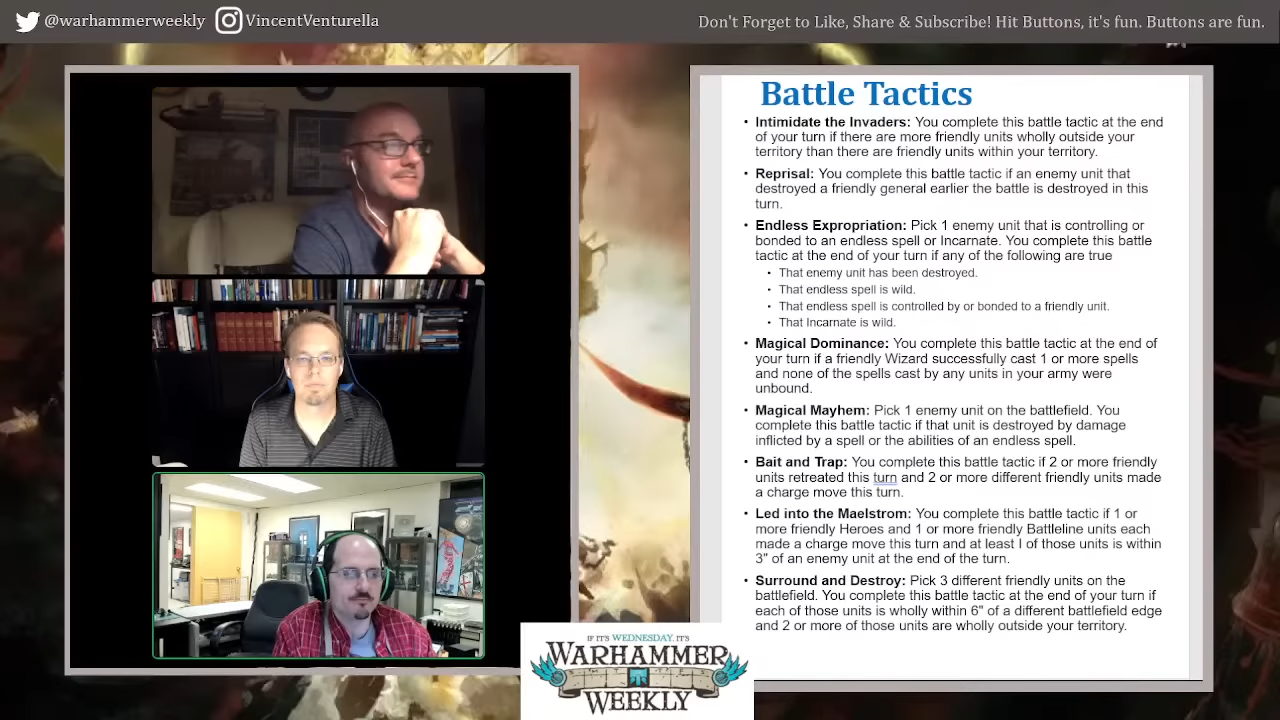 @warhammerweekly VincentVenturella
Don't Forget to Like, Share & Subscribe! Hit Buttons, it's fun. Buttons are fun.
Battle Tactics
• Intimidate the Invaders: You complete this battle tactic at the end
of your turn if there are more friendly units wholly outside your
territory than there are friendly units within your territory.
• Reprisal: You complete this battle tactic if an enemy unit that
destroyed a friendly general earlier the battle is destroyed in this
turn.
• Endless Expropriation: Pick 1 enemy unit that is controlling or
bonded to an endless spell or Incarnate. You complete this battle
tactic at the end of your turn if any of the following are true
• That enemy unit has been destroyed.
• That endless spell is wild.
• That endless spell is controlled by or bonded to a friendly unit.
• That Incarnate is wild.
• Magical Dominance: You complete this battle tactic at the end of
your turn if a friendly Wizard successfully cast 1 or more spells
and none of the spells cast by any units in your army were
unbound.
• Magical Mayhem: Pick 1 enemy unit on the battlefield. You
complete this battle tactic if that unit is destroyed by damage
inflicted by a spell or the abilities of an endless spell.
• Bait and Trap: You complete this battle tactic if 2 or more friendly
units retreated this turn and 2 or more different friendly units made
a charge move this turn.
• Led into the Maelstrom: You complete this battle tactic if 1 or
more friendly Heroes and 1 or more friendly Battleline units each
made a charge move this turn and at least I of those units is within
3" of an enemy unit at the end of the turn.
• Surround and Destroy: Pick 3 different friendly units on the
battlefield. You complete this battle tactic at the end of your turn if
each of those units is wholly within 6" of a different battlefield edge
and 2 or more of those units are wholly outside your territory.
IF IT'S WEDNESDAY, IT'S
WARHAMMER
WEEKLY